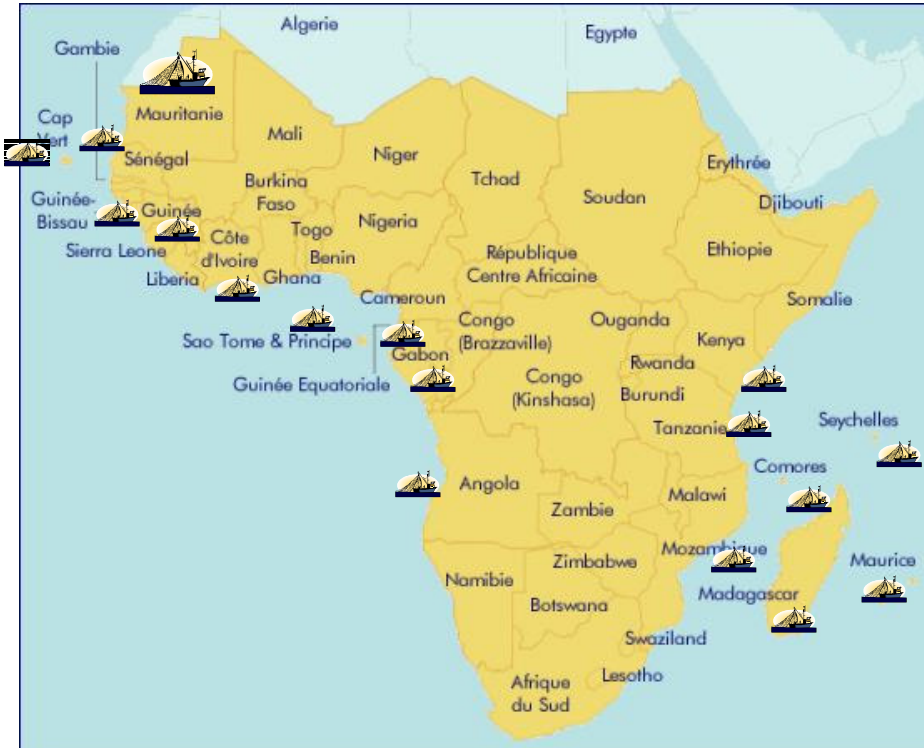 Algerie
Egypte
Gambie
Mauritanie
Cap
Vert
Mali
Niger
Tchad
Soudan
Erythrée
Sénégal
Burkina
Faso
Djibouti
Guinée-
Bissau
Guinée
Nigeria
Togo
Côte
d'Ivoire
Benin
Ethiopie
Sierra Leone
République
Centre Africaine
Liberia
Ghana
Cameroun
Somalie
Sao Tome & Principe
Congo
(Brazzaville)
Ouganda
Kenya
Gabon
Rwanda
Guinée Equatoriale
Congo
(Kinshasa)
Burundi
Tanzanie
Seychelles
Comores
Angola
Malawi
Zambie
Mozambique
Zimbabwe
Maurice
Namibie
Madagascar
Botswana
Swaziland
Lesotho
Afrique
du Sud